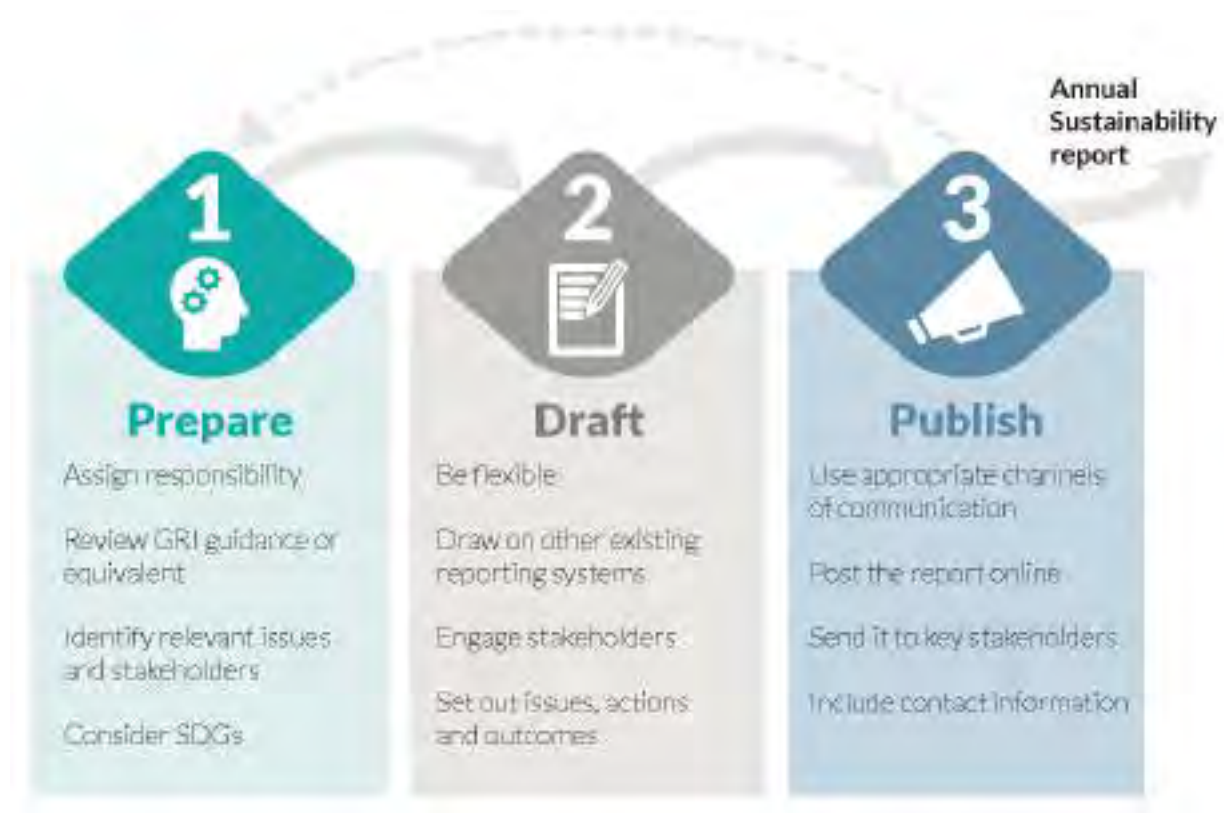 Annual
Sustainability
report
1
Prepare
Assign responsibility
Review GRI guidance or
equivalent
Identify relevant issues
and stakeholders
Consider SDGs
2
Draft
Be flexible
Draw on other existing
reporting systems
Engage stakeholders
Set out issues, actions
and outcomes
3
Publish
Use appropriate channels
of communication
Post the report online
Send it to key stakeholders
Include contact information